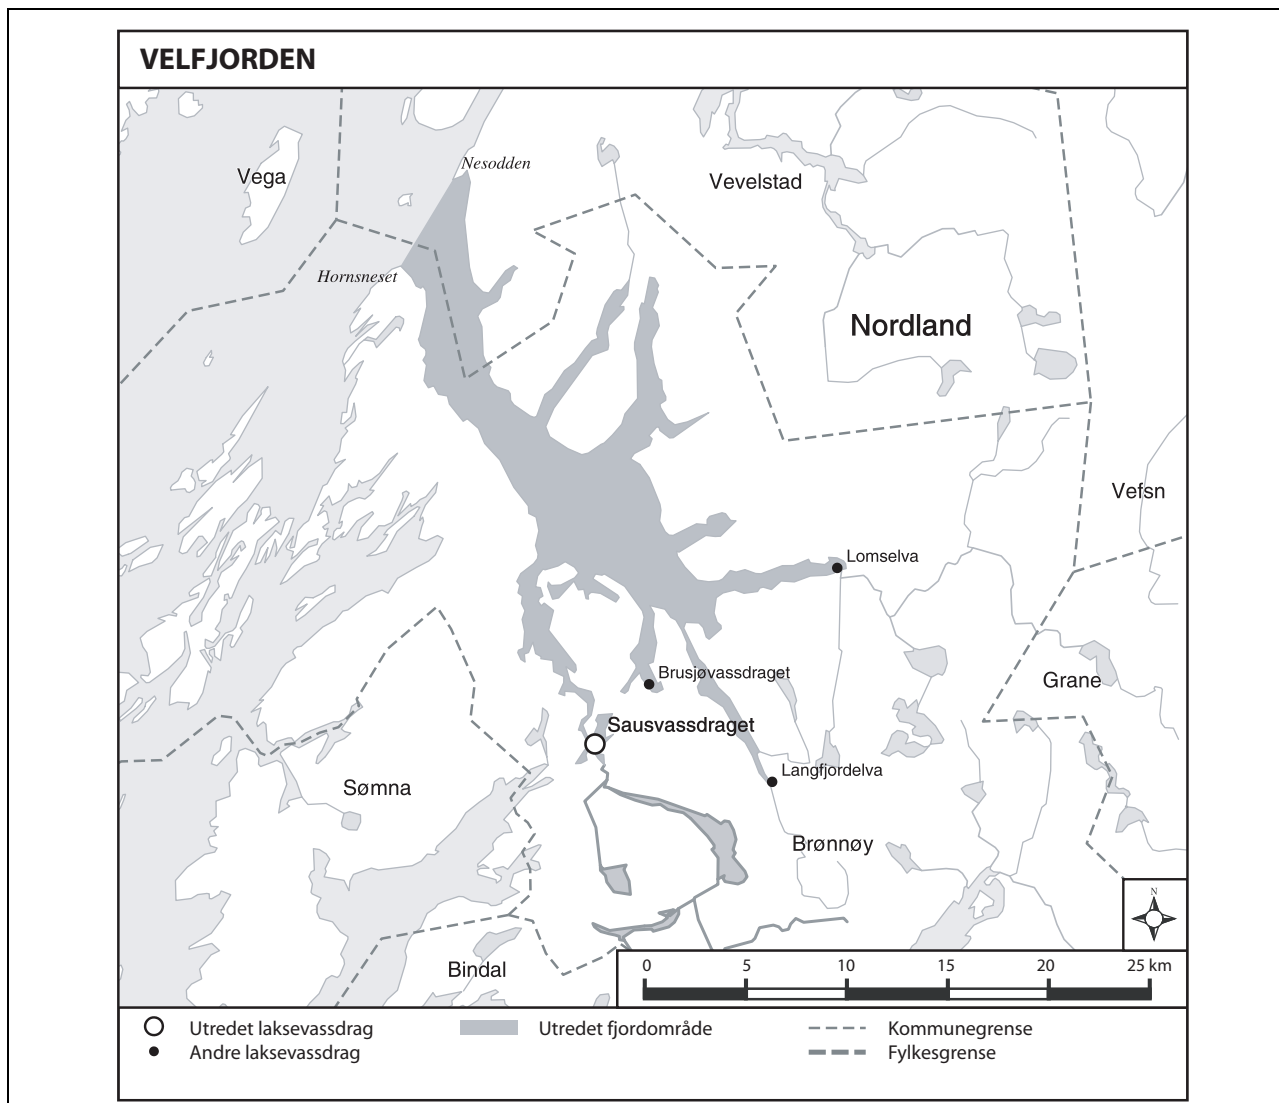 VELFJORDEN
Nesodden
Vega
Vevelstad
Hornsneset
Nordland
Vefsn
Lomselva
Brusjøvassdraget
Grane
Sausvassdraget
Langfjordelva
Sømna
Brønnøy
N
Bindal
0 5 10 15 20 25 km
Utredet laksevassdrag Utredet fjordområde Kommunegrense
Andre laksevassdrag Fylkesgrense